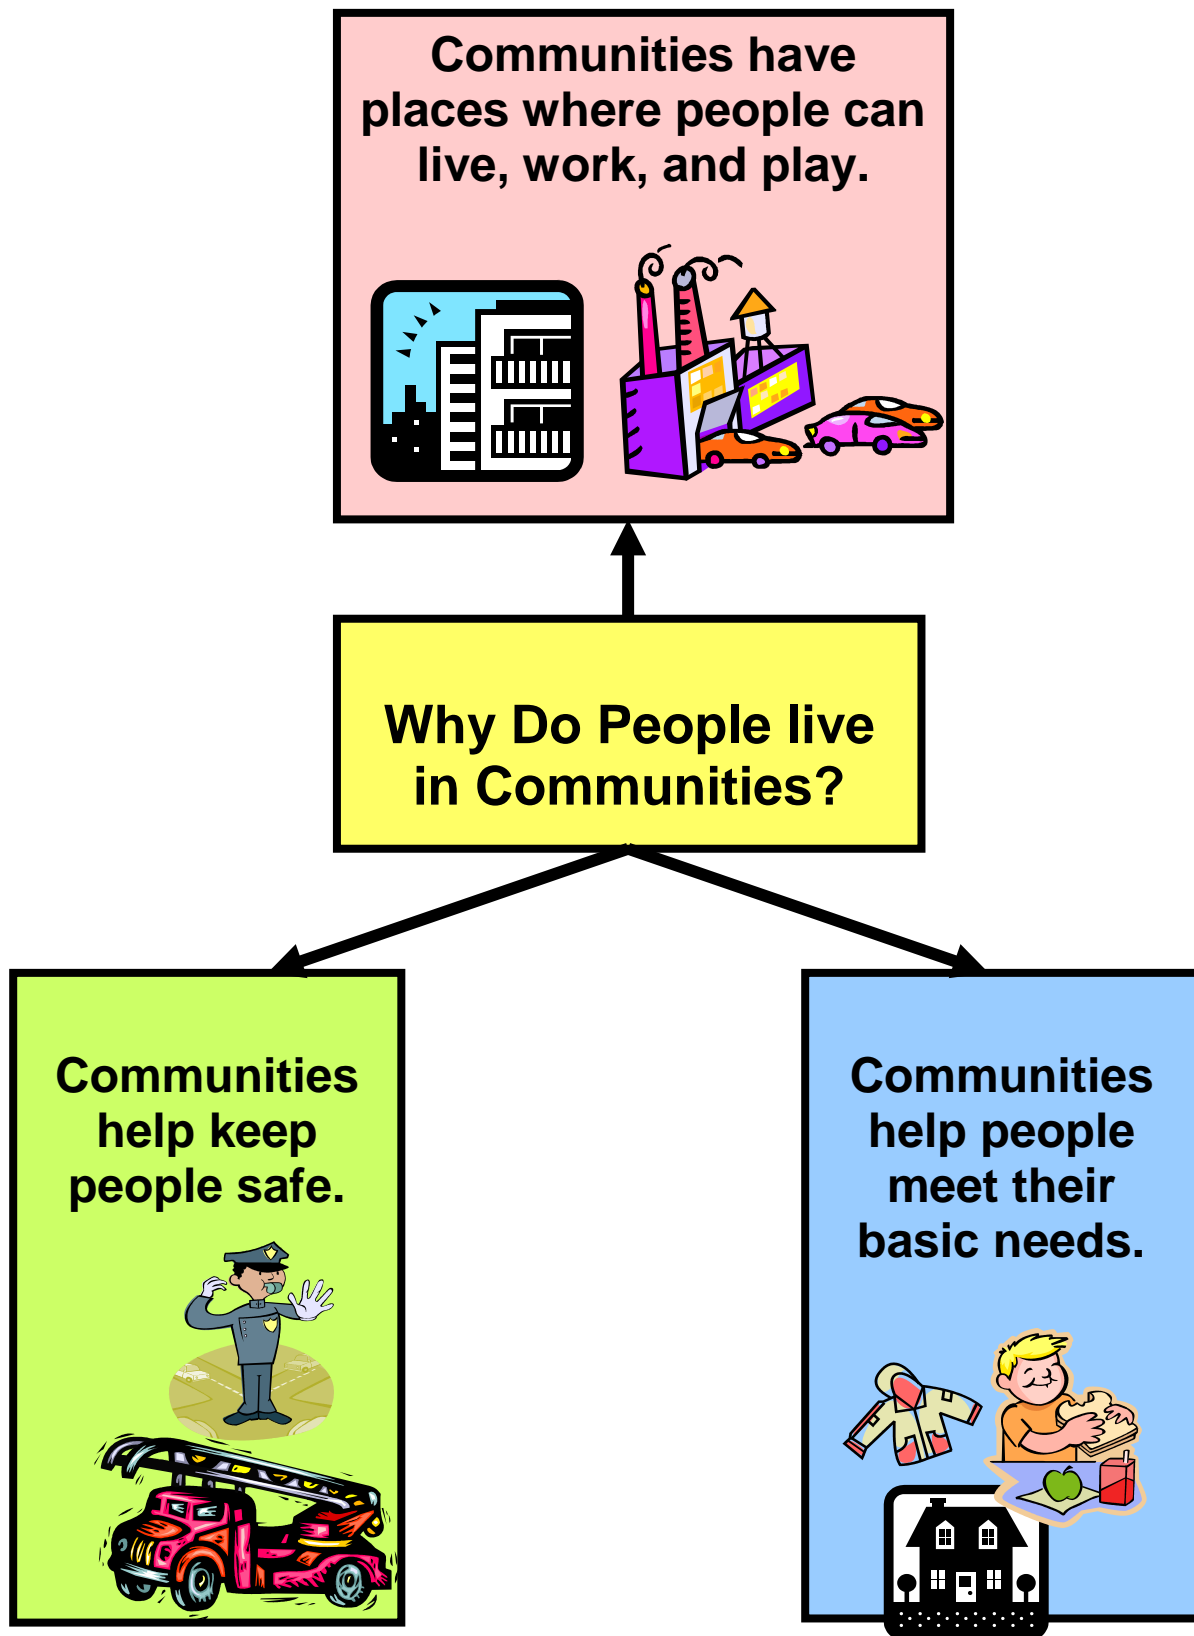 Communities have
places where people can
live, work, and play.
Why Do People live
in Communities?
Communities
help keep
people safe.
Communities
help people
meet their
basic needs.